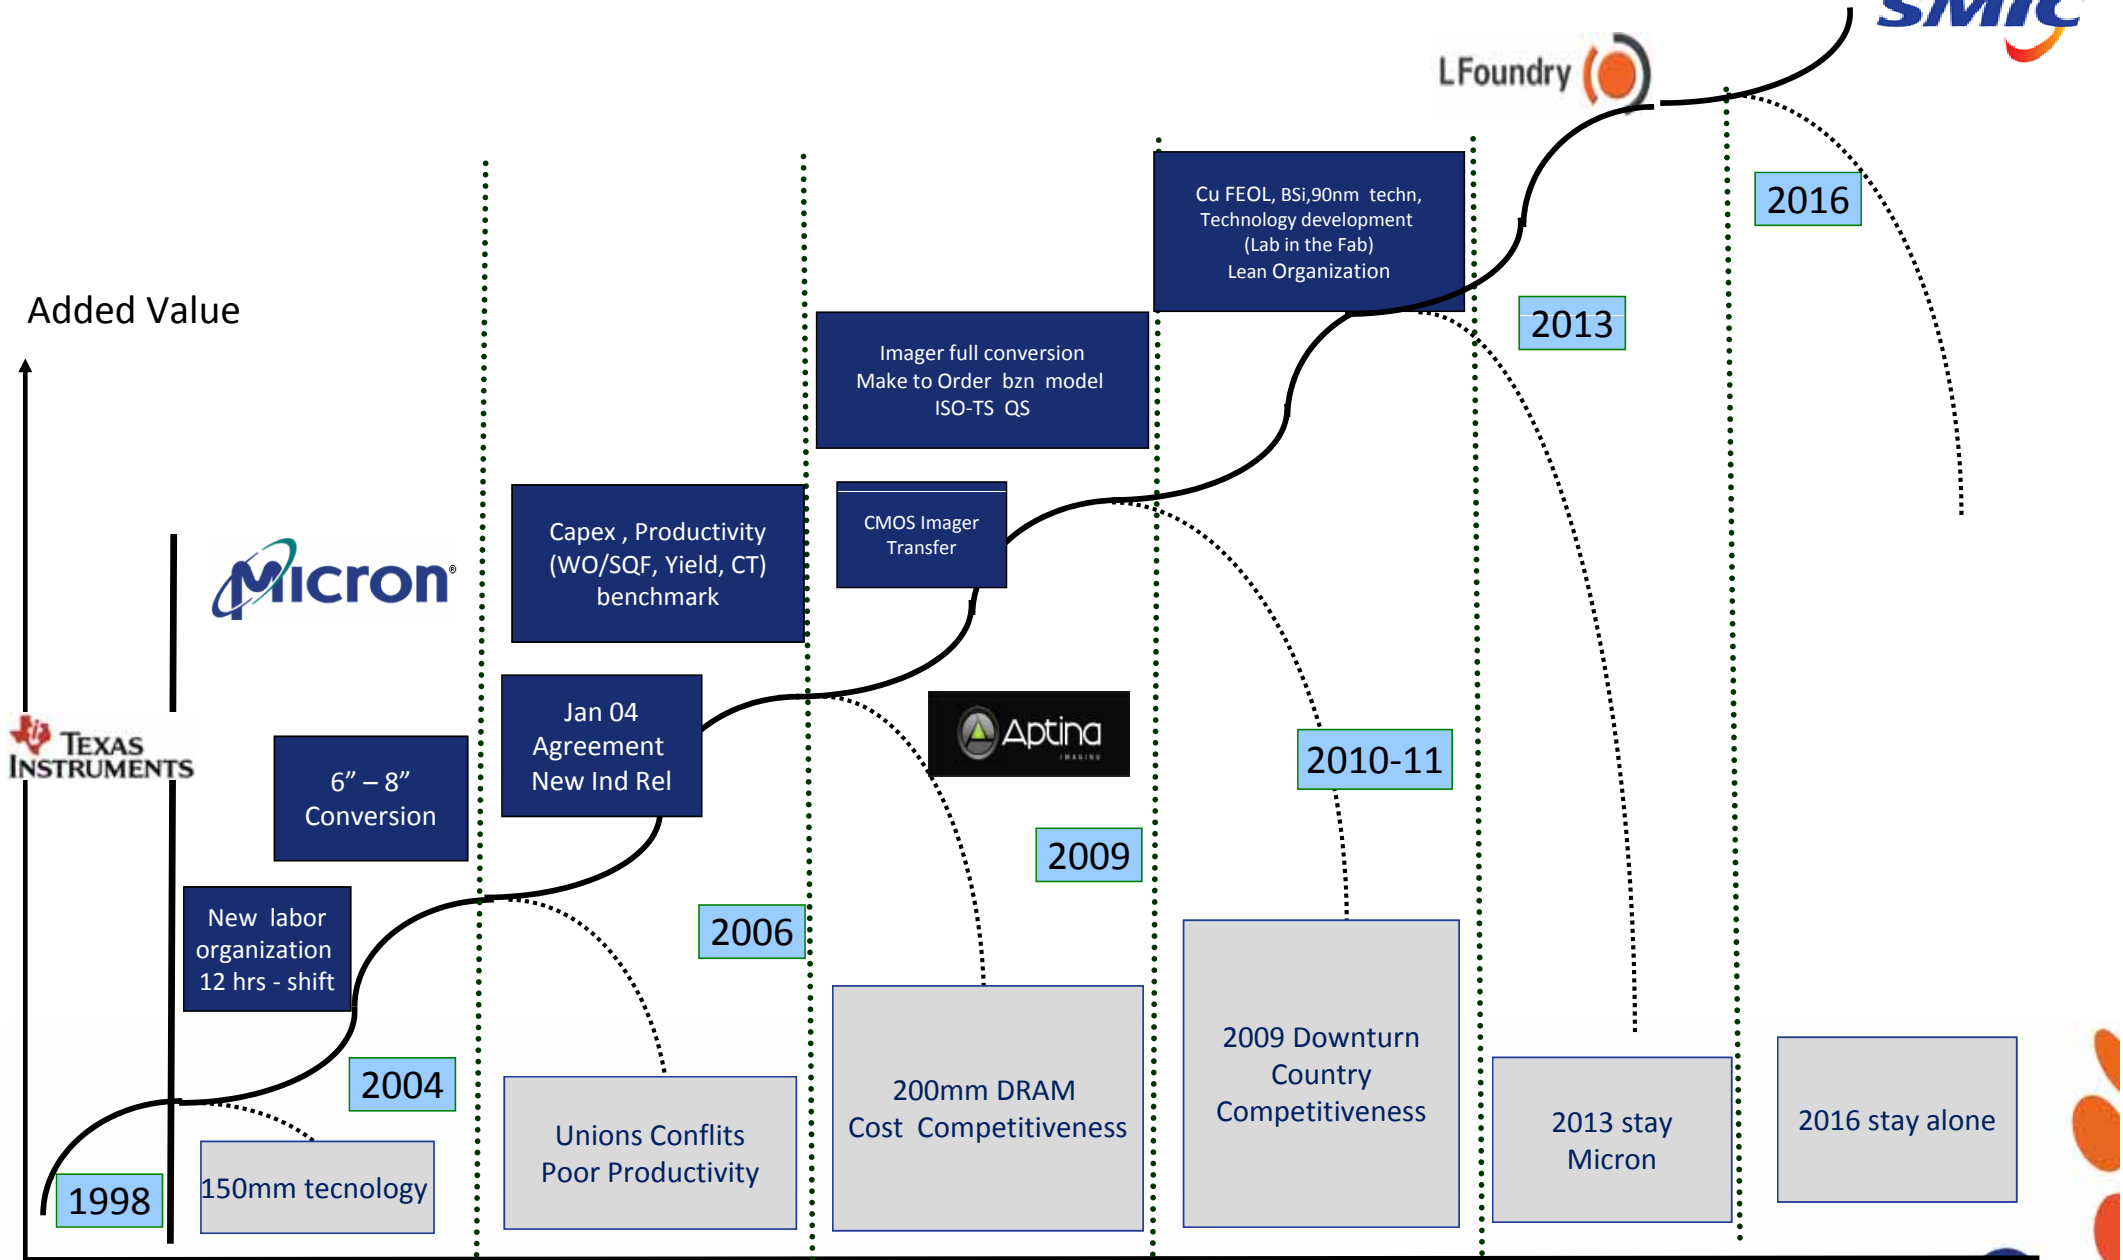 SMIC
LFoundry
Cu FEOL, BSi,90nm techn,
Technology development
(Lab in the Fab)
Lean Organization
2016
Added Value
2013
Imager full conversion
Make to Order bzn model
ISO-TS QS
Capex , Productivity
(WO/SQF, Yield, CT)
benchmark
CMOS Imager
Transfer
Micron®
Jan 04
Agreement
New Ind Rel
Aptina
IMAGING
2010-11
TEXAS
INSTRUMENTS
6” – 8”
Conversion
2009
New labor
organization
12 hrs - shift
2006
2004
2009 Downturn
Country
Competitiveness
200mm DRAM
Cost Competitiveness
Unions Conflits
Poor Productivity
2013 stay
Micron
2016 stay alone
150mm tecnology
1998